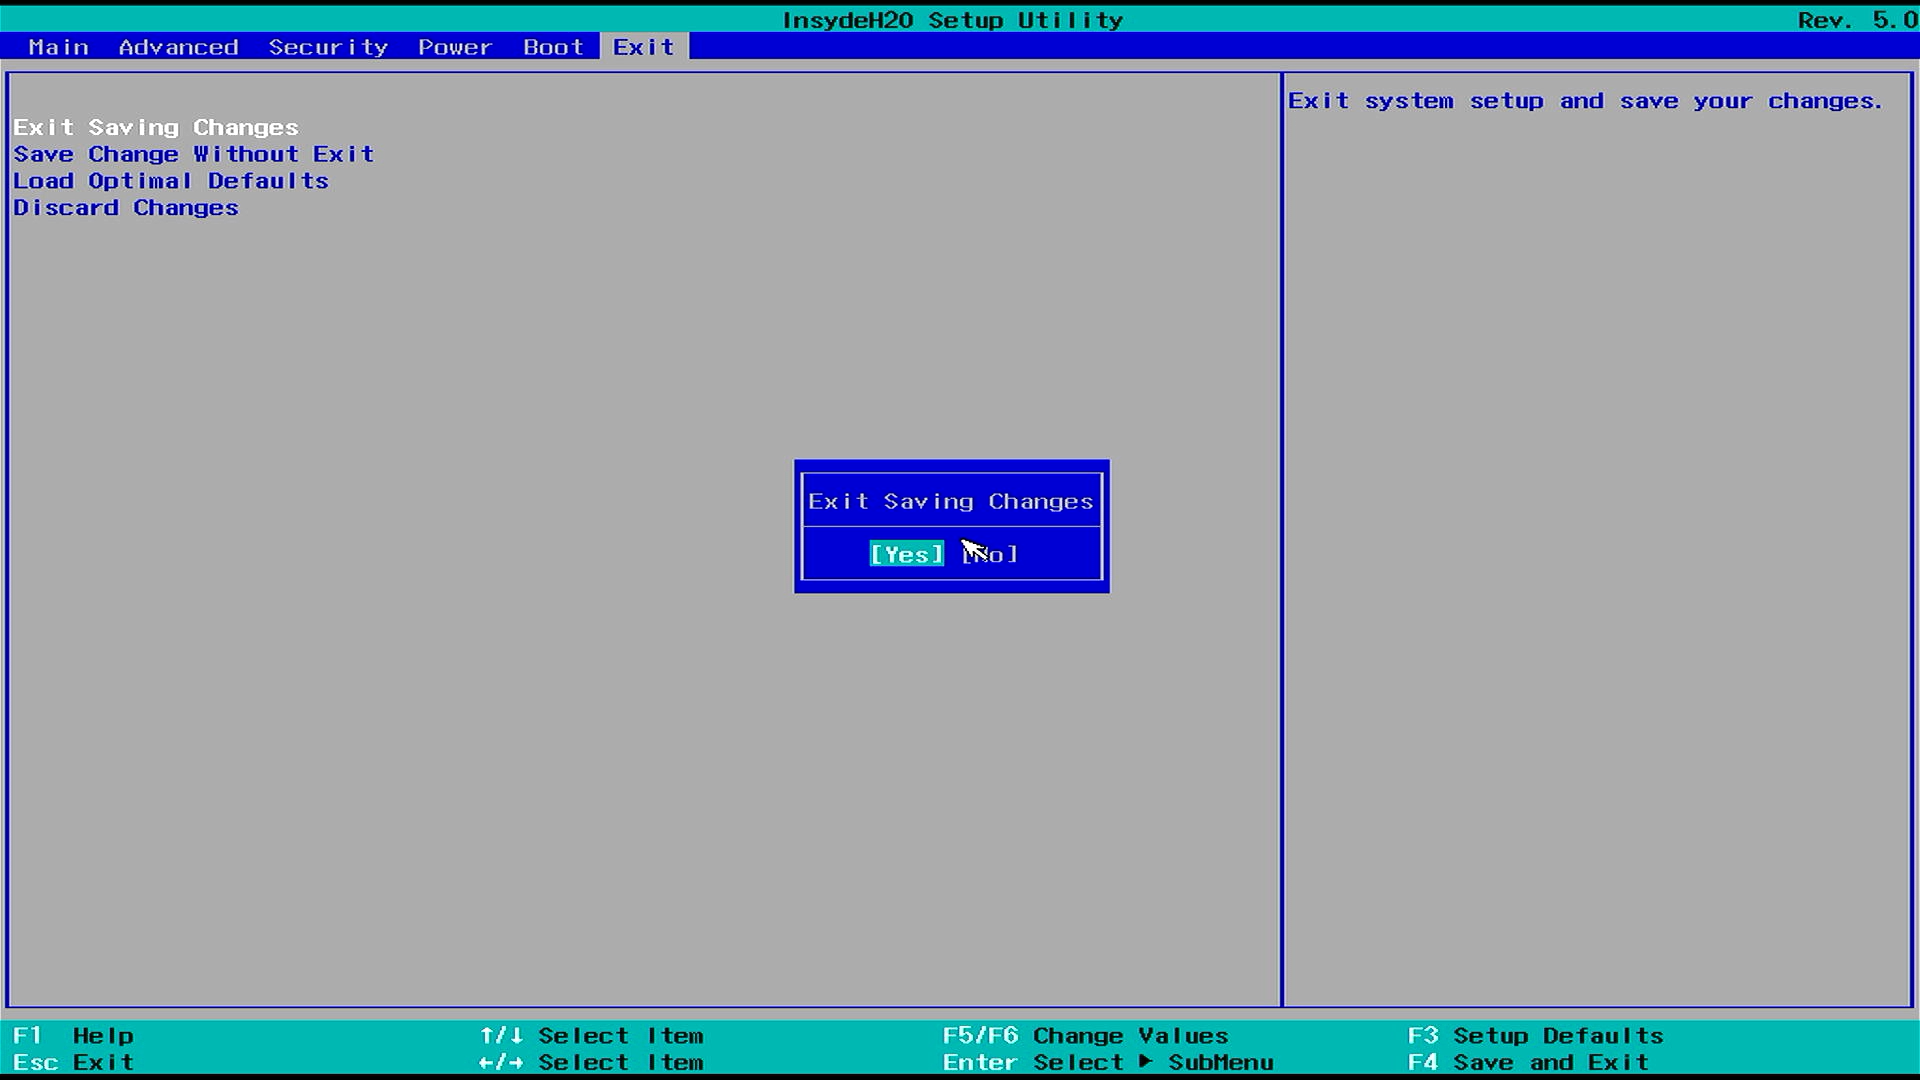 InsydeH20 Setup Utility Rev. 5.0
Main Advanced Security Power Boot Exit
Exit system setup and save your changes.
Exit Saving Changes
Save Change Without Exit
Load Optimal Defaults
Discard Changes
Exit Saving Changes
[Yes] [No]
F1 Help ↑/↓ Select Item F5/F6 Change Values F3 Setup Defaults
Esc Exit ←/→ Select Item Enter Select ▶ SubMenu F4 Save and Exit